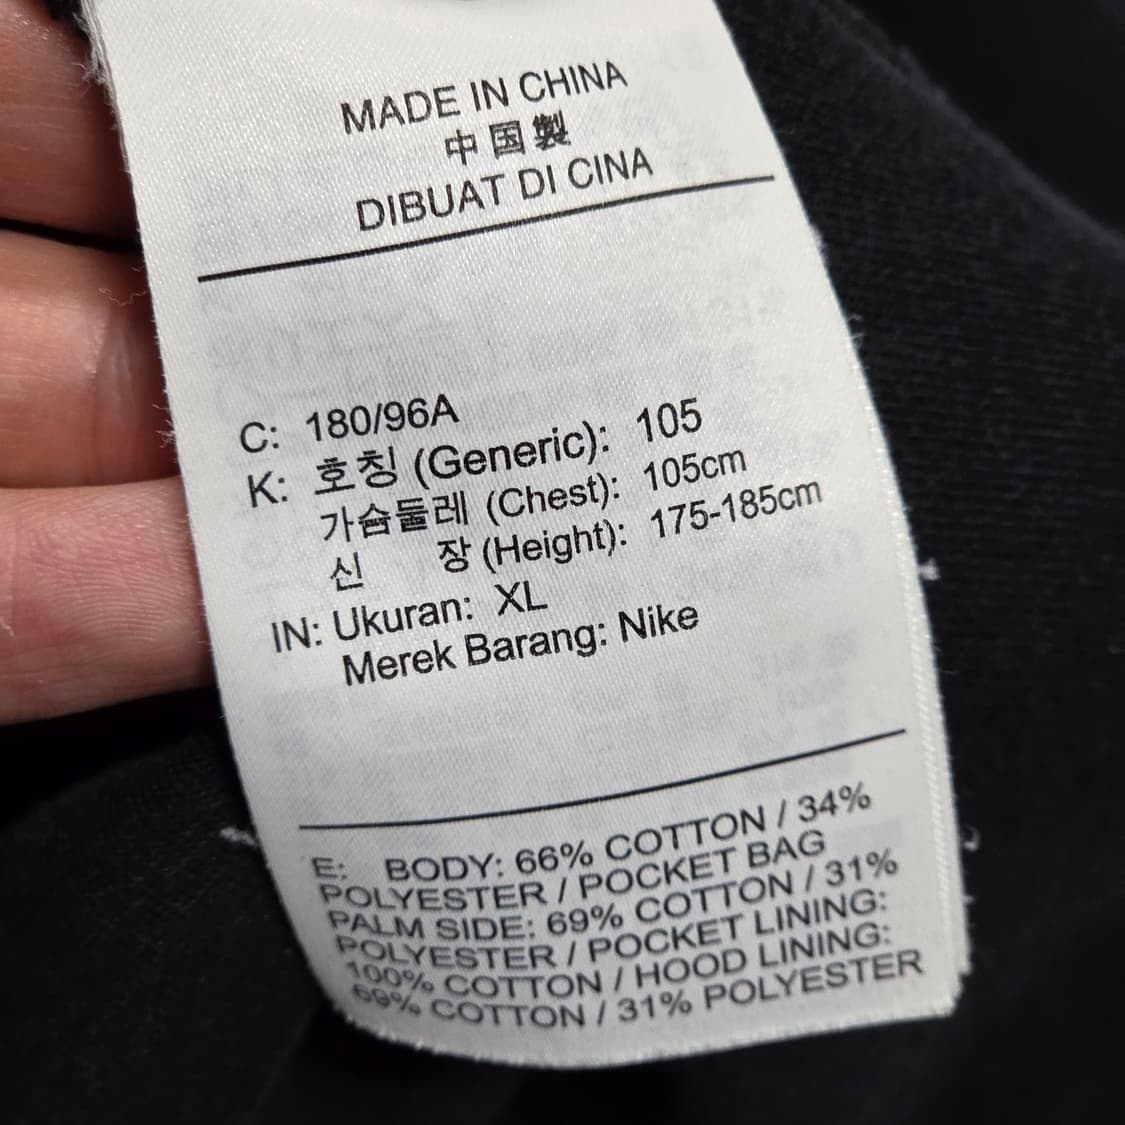 MADE IN CHINA
中国製
DIBUAT DI CINA
C: 180/96A
K: 호칭 (Generic): 105
가슴둘레 (Chest): 105cm
신 장 (Height): 175-185cm
IN: Ukuran: XL
Merek Barang: Nike
E: BODY: 66% COTTON / 34%
POLYESTER / POCKET BAG
PALM SIDE: 69% COTTON / 31%
POLYESTER / POCKET LINING:
100% COTTON / HOOD LINING:
69% COTTON / 31% POLYESTER